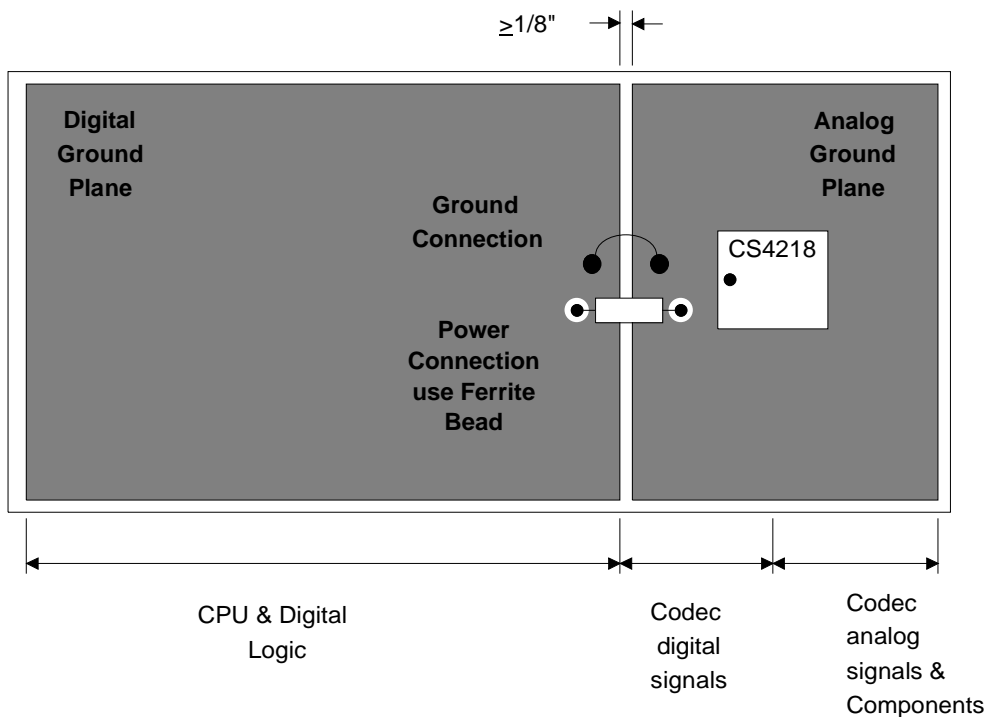 ≥1/8"
Digital
Ground
Plane
Analog
Ground
Plane
Ground
Connection
CS4218
Power
Connection
use Ferrite
Bead
CPU & Digital
Logic
Codec
digital
signals
Codec
analog
signals &
Components